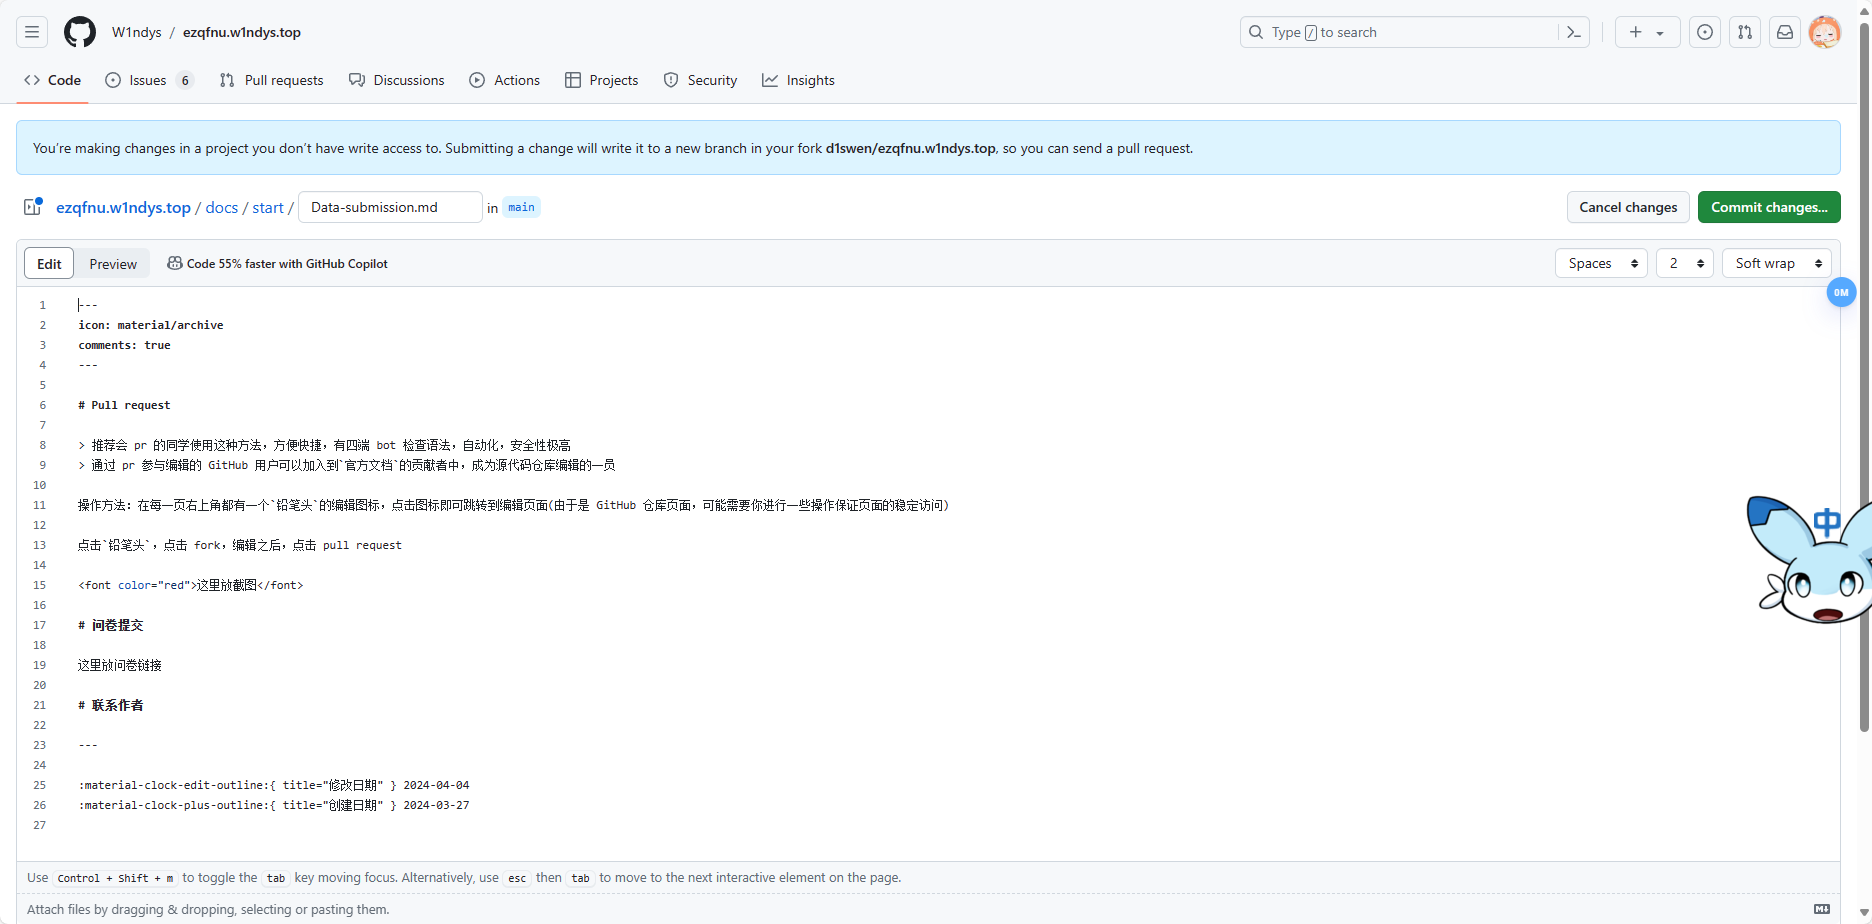 W1ndys / ezqfnu.w1ndys.top
Type / to search
Code
Issues 6
Pull requests
Discussions
Actions
Projects
Security
Insights
You're making changes in a project you don't have write access to. Submitting a change will write it to a new branch in your fork d1swen/ezqfnu.w1ndys.top, so you can send a pull request.
ezqfnu.w1ndys.top / docs / start / Data-submission.md in main
Cancel changes
Commit changes...
Edit
Preview
Code 55% faster with GitHub Copilot
Spaces
2
Soft wrap
0M
1 ---
2 icon: material/archive
3 comments: true
4 ---
5
6 # Pull request
7
8 > 推荐会 pr 的同学使用这种方法，方便快捷，有四端 bot 检查语法，自动化，安全性极高
9 > 通过 pr 参与编辑的 GitHub 用户可以加入到`官方文档`的贡献者中，成为源代码仓库编辑的一员
10
11 操作方法：在每一页右上角都有一个`铅笔头`的编辑图标，点击图标即可跳转到编辑页面(由于是 GitHub 仓库页面，可能需要你进行一些操作保证页面的稳定访问)
12
13 点击`铅笔头`，点击 fork，编辑之后，点击 pull request
14
15 <font color="red">这里放截图</font>
16
17 # 问卷提交
18
19 这里放问卷链接
20
21 # 联系作者
22
23 ---
24
25 :material-clock-edit-outline:{ title="修改日期" } 2024-04-04
26 :material-clock-plus-outline:{ title="创建日期" } 2024-03-27
27
中
Use Control + Shift + m to toggle the tab key moving focus. Alternatively, use esc then tab to move to the next interactive element on the page.
Attach files by dragging & dropping, selecting or pasting them.